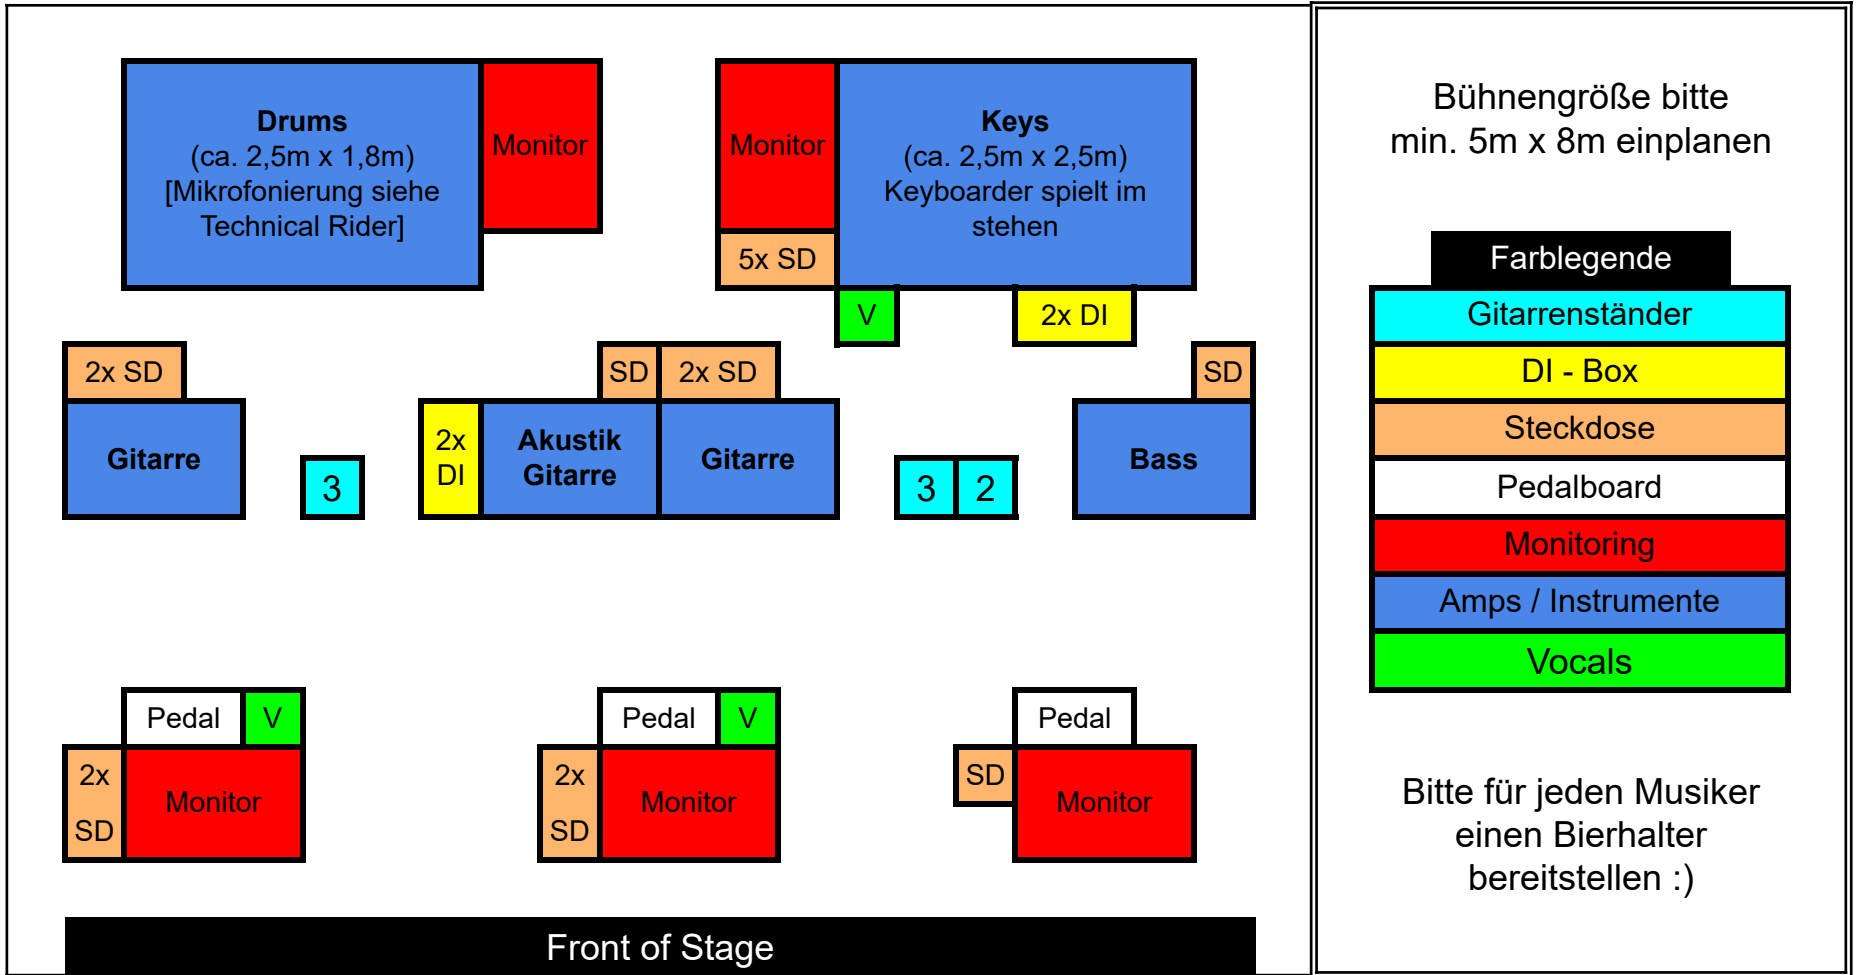 Drums
(ca. 2,5m x 1,8m)
[Mikrofonierung siehe
Technical Rider]
Monitor
Monitor
5x SD
Keys
(ca. 2,5m x 2,5m)
Keyboarder spielt im
stehen
V
2x DI
2x SD
SD
2x SD
SD
Gitarre
3
2x
DI
Akustik
Gitarre
Gitarre
3
2
Bass
Pedal
V
2x
SD
Monitor
Pedal
V
2x
SD
Monitor
Pedal
SD
Monitor
Front of Stage
Bühnengröße bitte
min. 5m x 8m einplanen
Farblegende
Gitarrenständer
DI - Box
Steckdose
Pedalboard
Monitoring
Amps / Instrumente
Vocals
Bitte für jeden Musiker
einen Bierhalter
bereitstellen :)